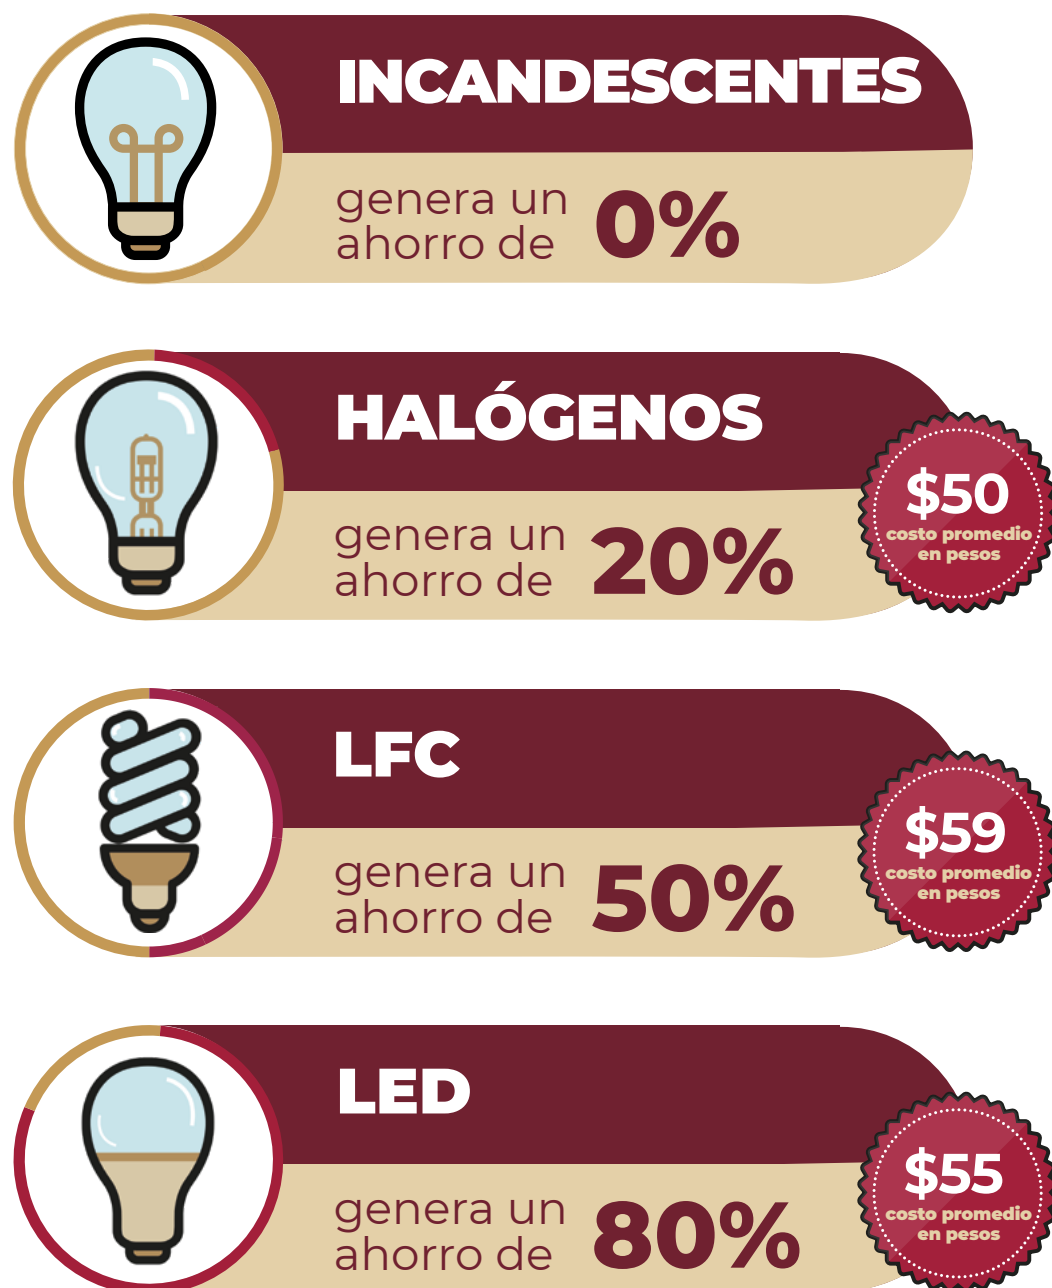 INCANDESCENTES
genera un
ahorro de 0%
HALÓGENOS
genera un
ahorro de 20%
$50
costo promedio
en pesos
LFC
genera un
ahorro de 50%
$59
costo promedio
en pesos
LED
genera un
ahorro de 80%
$55
costo promedio
en pesos